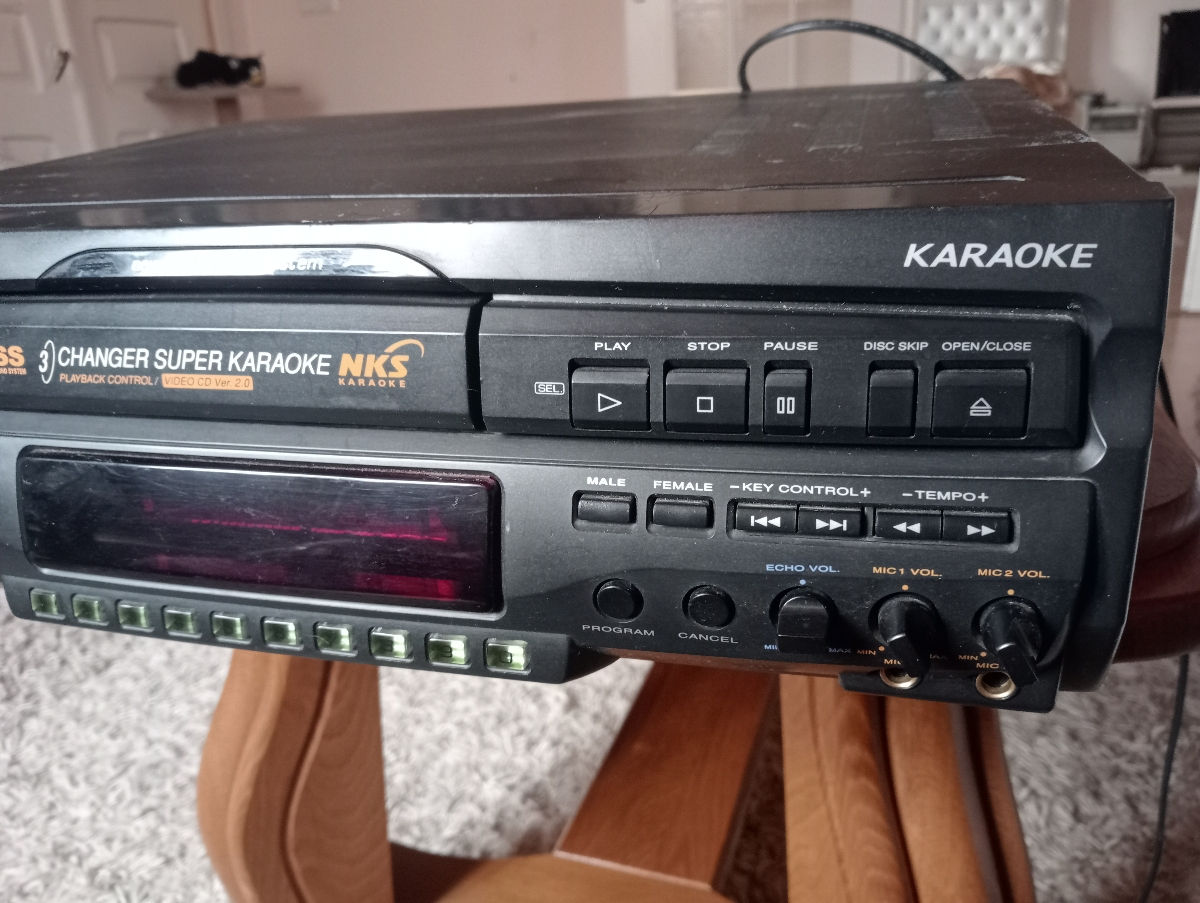 KARAOKE
SS
3 CHANGER SUPER KARAOKE
PLAYBACK CONTROL/ VIDEO CD Ver. 2.0
NKS
KARAOKE
PLAY STOP PAUSE DISC SKIP OPEN/CLOSE
SEL.
MALE FEMALE -KEY CONTROL+ -TEMPO+
ECHO VOL. MIC 1 VOL. MIC 2 VOL.
PROGRAM CANCEL
MAX MIN MIN